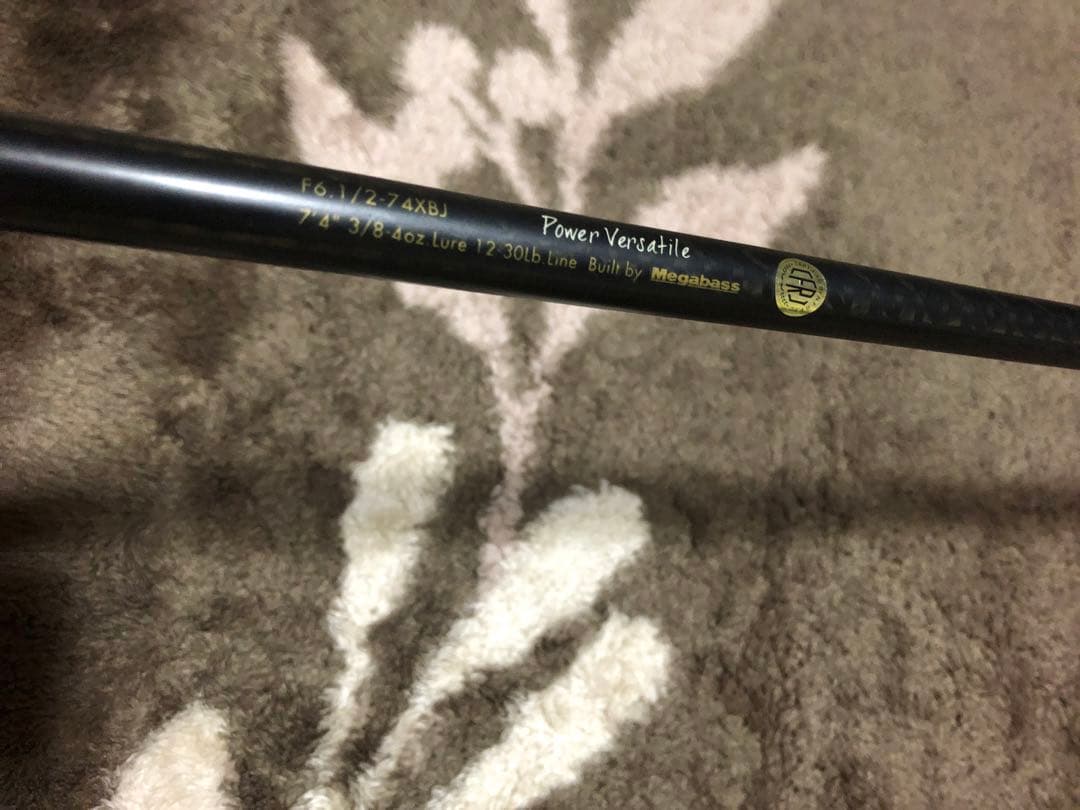 F6.1/2-74XBJ
7'4" 3/8-4oz.Lure 12-30Lb.Line Built by Megabass
Power Versatile